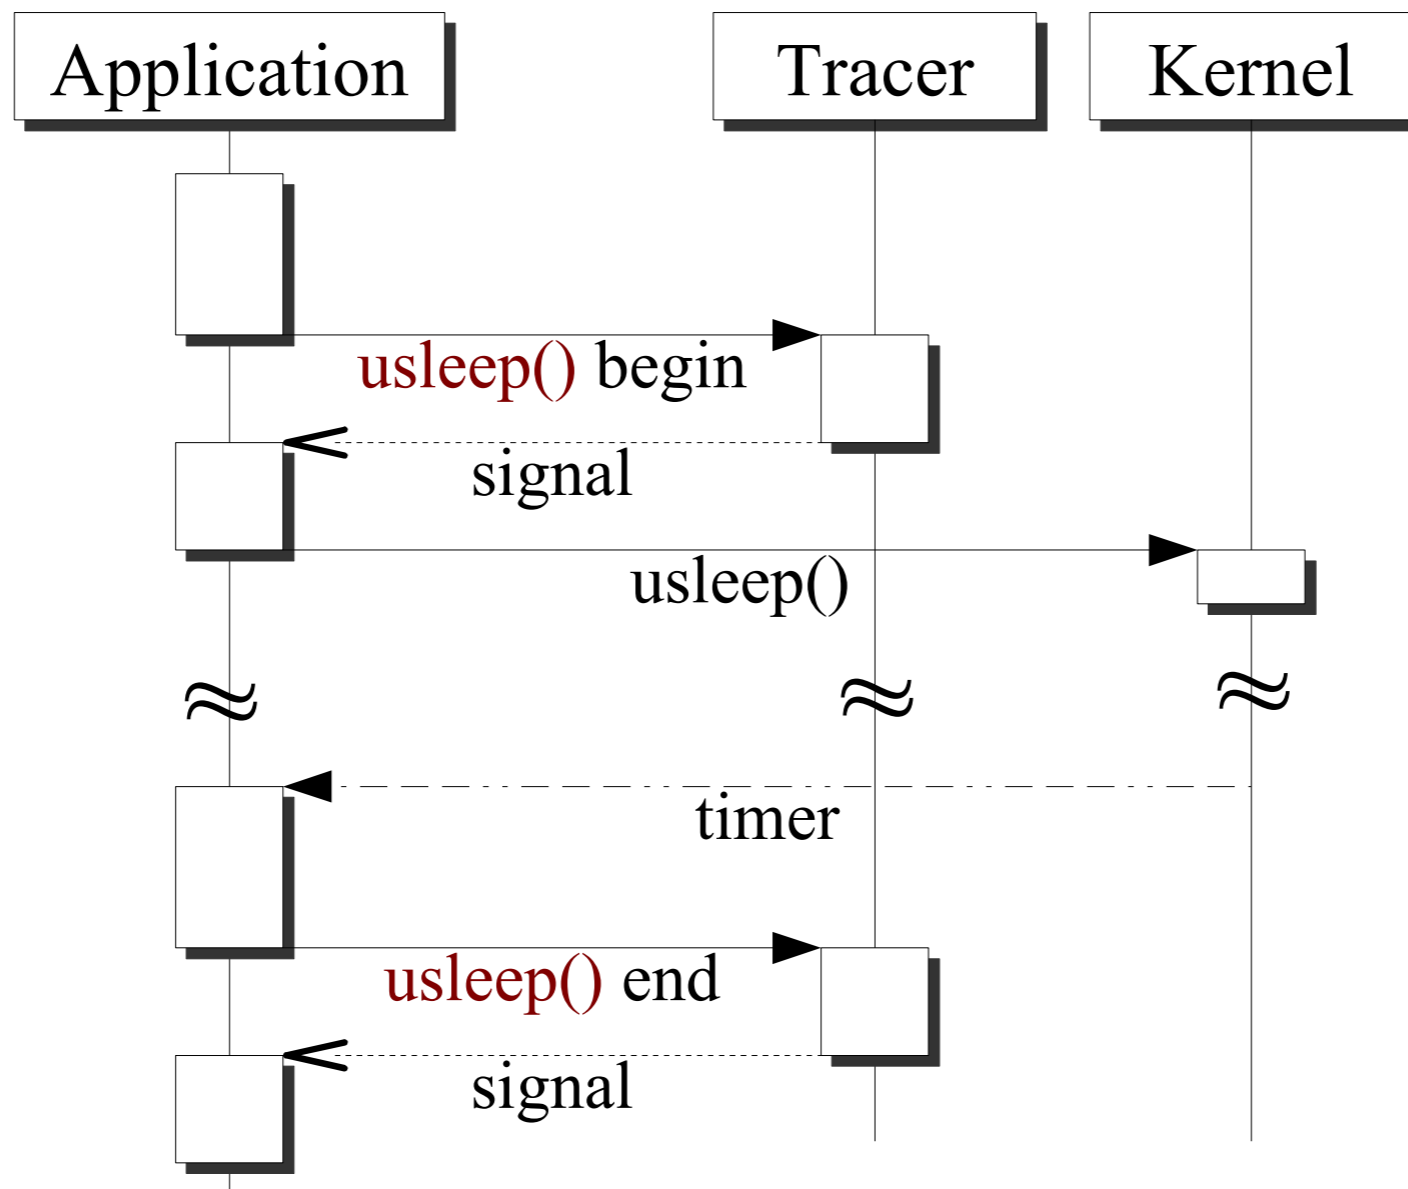 Application Tracer Kernel
usleep() begin
signal
usleep()
≈ ≈ ≈
timer
usleep() end
signal